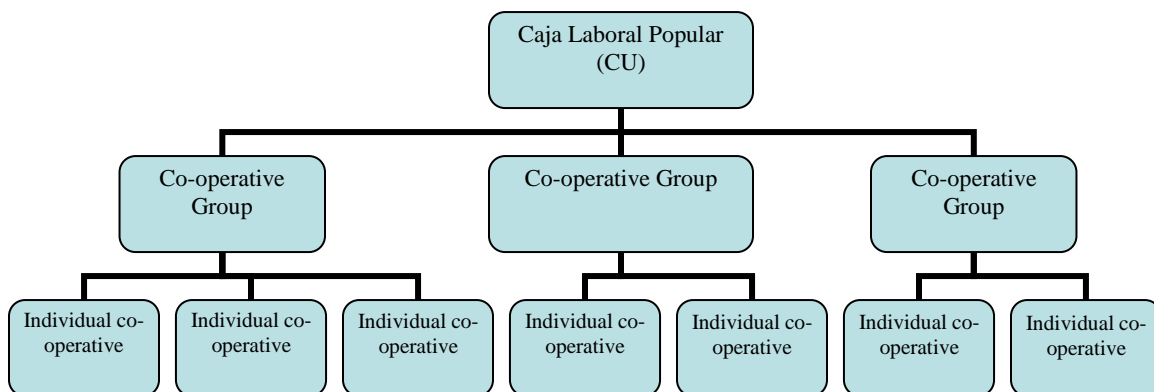 Caja Laboral Popular
(CU)
Co-operative
Group
Co-operative Group
Co-operative
Group
Individual co-
operative
Individual co-
operative
Individual co-
operative
Individual co-
operative
Individual co-
operative
Individual co-
operative
Individual co-
operative